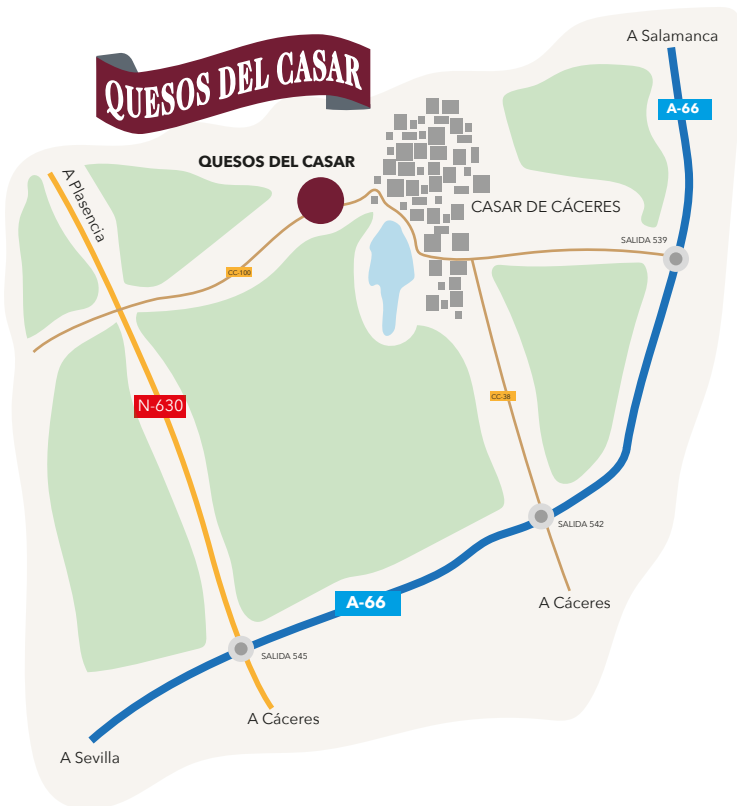 A Salamanca
QUESOS DEL CASAR
A-66
QUESOS DEL CASAR
A Plasencia
CASAR DE CÁCERES
SALIDA 539
CC-100
CC-38
N-630
SALIDA 542
A-66
A Cáceres
SALIDA 545
A Cáceres
A Sevilla